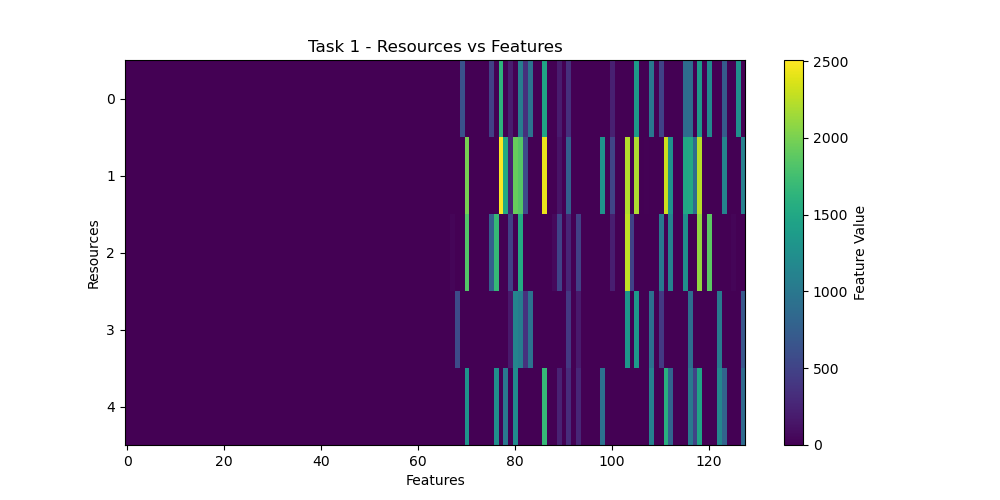 Task 1 - Resources vs Features
0
1
2
3
4
Resources
0 20 40 60 80 100 120
Features
2500
2000
1500
1000
500
0
Feature Value